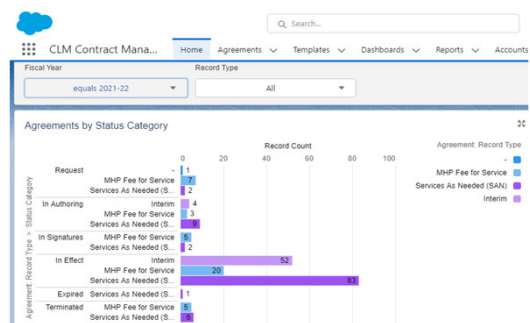 Search...
CLM Contract Mana... Home Agreements Templates Dashboards Reports Accounts
Fiscal Year Record Type
equals 2021-22 All
Agreements by Status Category
Record Count Agreement: Record Type
0 20 40 60 80 100 -
MHP Fee for Service
Services As Needed (SAN)
Interim
Agreement: Record Type > Status Category
Request - 1
MHP Fee for Service 7
Services As Needed (S... 2
In Authoring Interim 4
MHP Fee for Service 3
Services As Needed (S... 9
In Signatures MHP Fee for Service 5
Services As Needed (S... 2
In Effect Interim 52
MHP Fee for Service 20
Services As Needed (S... 83
Expired Services As Needed (S... 1
Terminated MHP Fee for Service 5
Services As Needed (S... 6